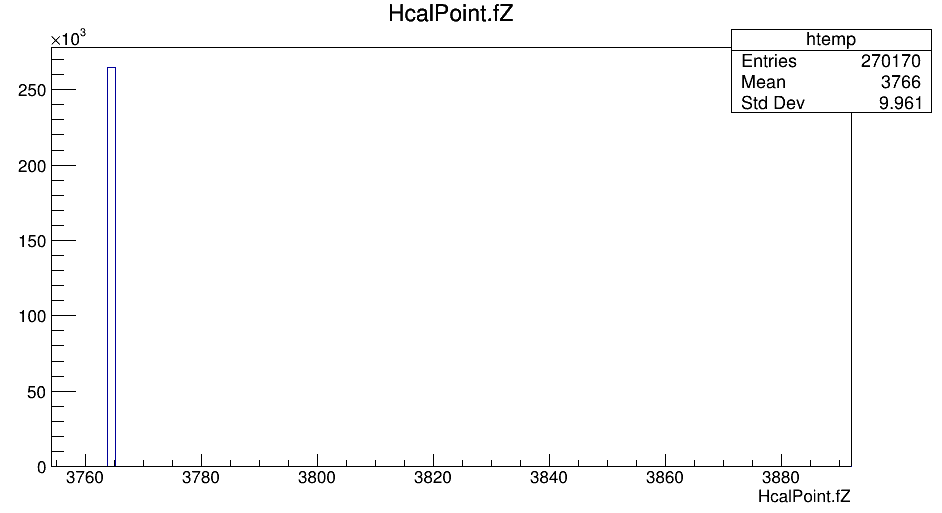 HcalPoint.fZ
×10³
htemp
Entries 270170
Mean 3766
Std Dev 9.961
250
200
150
100
50
0
3760 3780 3800 3820 3840 3860 3880
HcalPoint.fZ